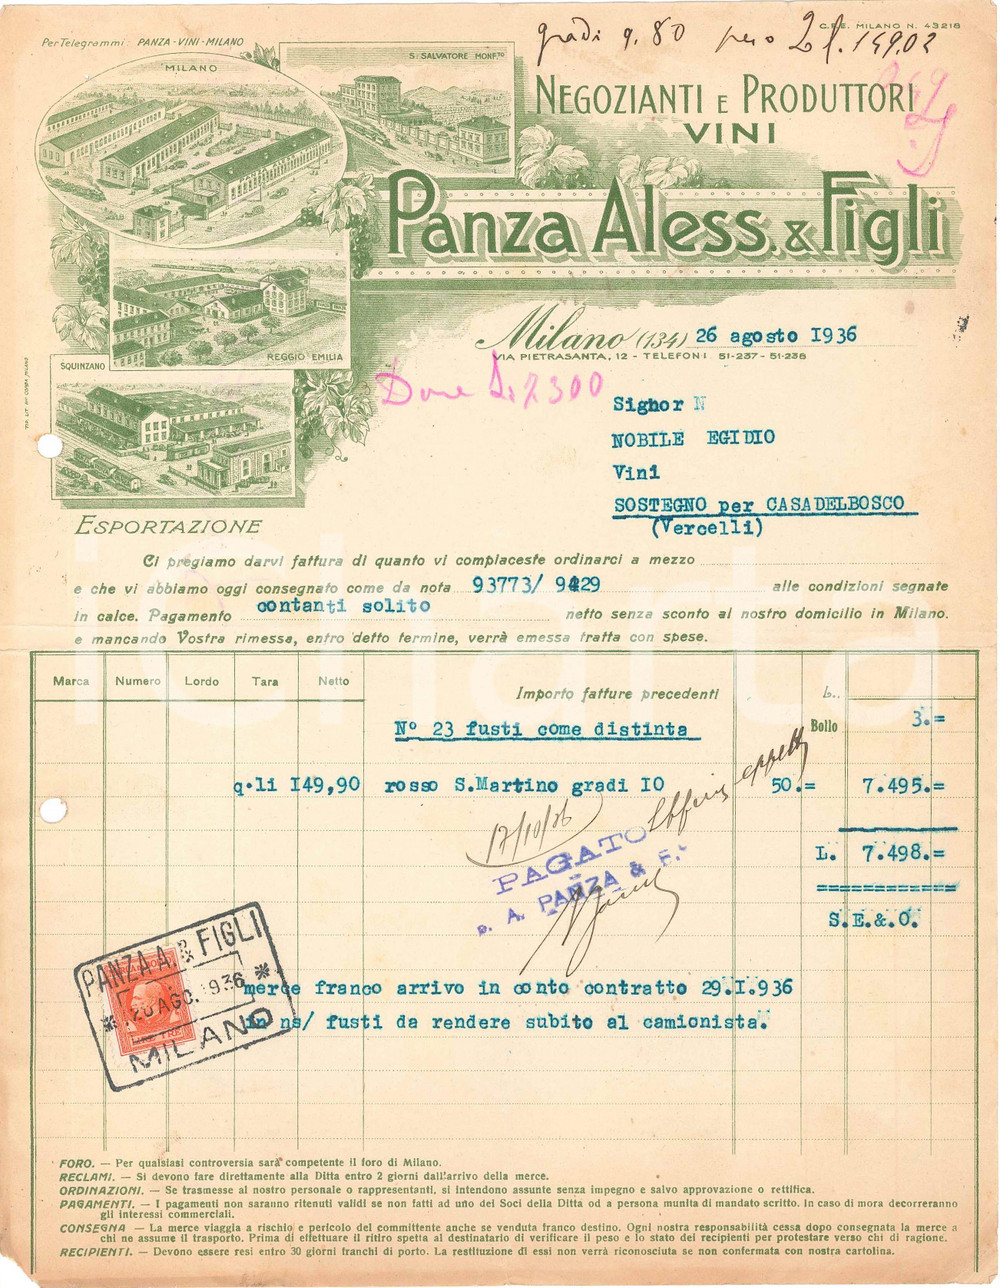 C.P.E. MILANO N. 43218
Per Telegrammi: PANZA-VINI-MILANO
gradi 9.80 peso 2 l. 149.02
MILANO
S. SALVATORE MONF.TO
NEGOZIANTI E PRODUTTORI
VINI
Panza Aless. & Figli
REGGIO EMILIA
SQUINZANO
Milano (134) 26 agosto 1936
VIA PIETRASANTA, 12 - TELEFONI 51-237 - 51-238
Dare L. 7300
Signor N
NOBILE EGIDIO
Vini
SOSTEGNO per CASADELBOSCO
(Vercelli)
ESPORTAZIONE
Ci pregiamo darvi fattura di quanto vi compiaceste ordinarci a mezzo
e che vi abbiamo oggi consegnato come da nota 93773/ 9429 alle condizioni segnate
in calce. Pagamento contanti solito netto senza sconto al nostro domicilio in Milano.
e mancando Vostra rimessa, entro detto termine, verrà emessa tratta con spese.
Marca Numero Lordo Tara Netto
Importo fatture precedenti L.
Bollo 3.=
N° 23 fusti come distinta
q.li 149,90 rosso S.Martino gradi 10 50.= 7.495.=
17/10/36
PAGATO
p. A. PANZA & F.
L. 7.498.=
S.E.&.O.
PANZA A. & FIGLI
20 AGO. 1936
MILANO
LIRE TRE
merce franco arrivo in conto contratto 29.I.936
in ns/ fusti da rendere subito al camionista.
FORO. — Per qualsiasi controversia sarà competente il foro di Milano.
RECLAMI. — Si devono fare direttamente alla Ditta entro 2 giorni dall'arrivo della merce.
ORDINAZIONI. — Se trasmesse al nostro personale o rappresentanti, si intendono assunte senza impegno e salvo approvazione o rettifica.
PAGAMENTI. — I pagamenti non saranno ritenuti validi se non fatti ad uno dei Soci della Ditta od a persona munita di mandato scritto. In caso di mora decorreranno
gli interessi commerciali.
CONSEGNA — La merce viaggia a rischio e pericolo del committente anche se venduta franco destino. Ogni nostra responsabilità cessa dopo consegnata la merce a
chi ne assume il trasporto. Prima di effettuare il ritiro spetta al destinatario di verificare il peso e lo stato dei recipienti per protestare verso chi di ragione.
RECIPIENTI. — Devono essere resi entro 30 giorni franchi di porto. La restituzione di essi non verrà riconosciuta se non confermata con nostra cartolina.